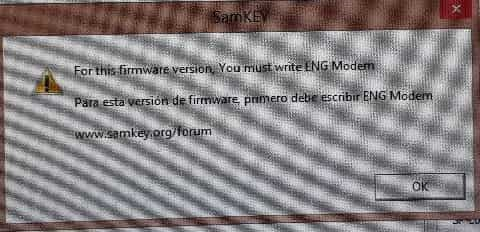 SamKEY
For this firmware version, You must write ENG Modem
Para esta versión de firmware, primero debe escribir ENG Modem
www.samkey.org/forum
OK